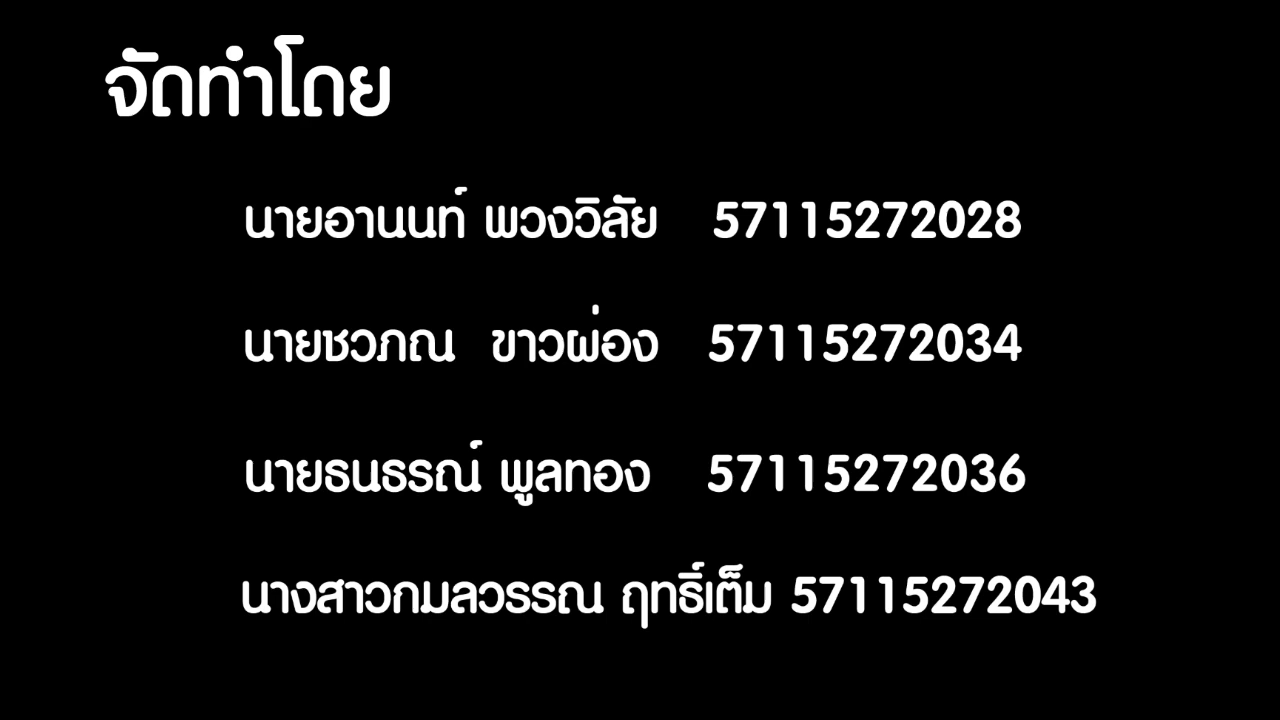 จัดทำโดย
นายอานนท์ พวงวิลัย 57115272028
นายชวภณ ขาวผ่อง 57115272034
นายธนธรณ์ พูลทอง 57115272036
นางสาวกมลวรรณ ฤทธิ์เต็ม 57115272043